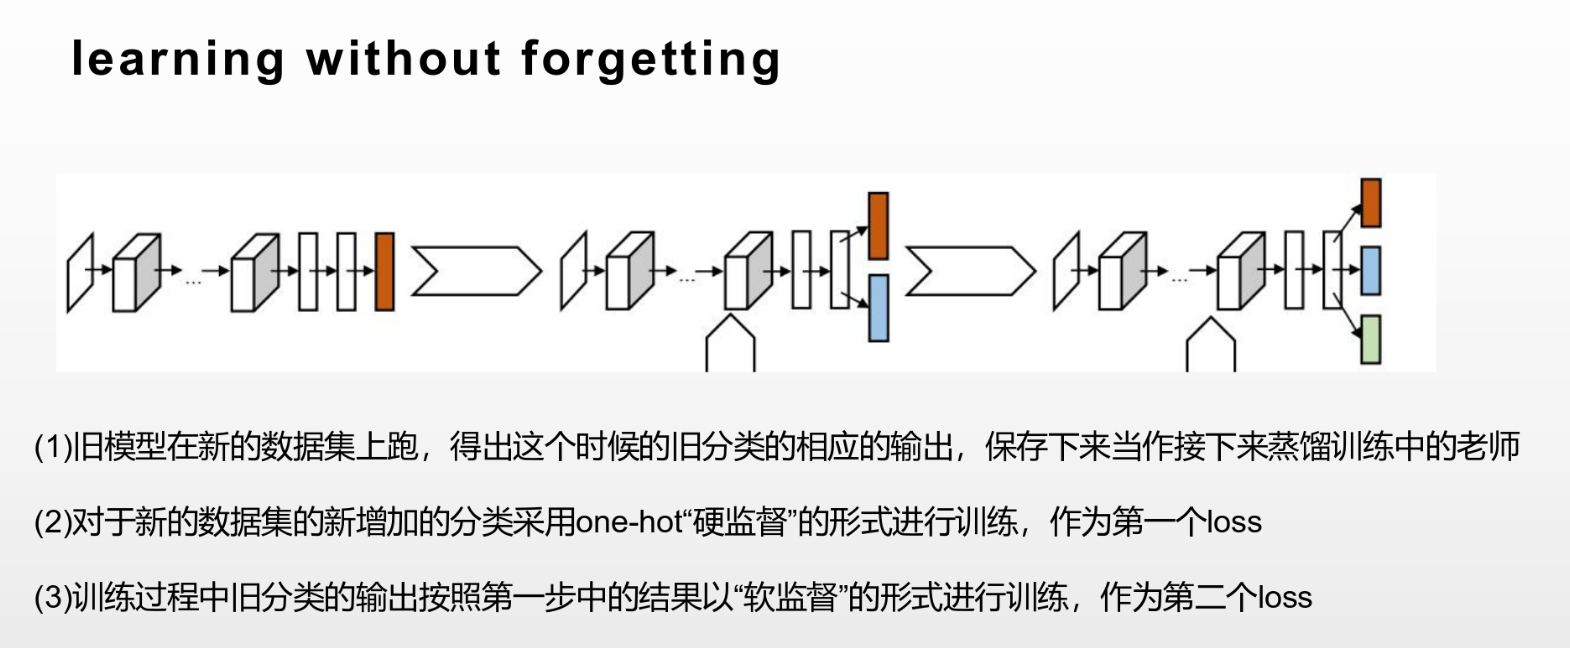 learning without forgetting
...
...
...
(1)旧模型在新的数据集上跑，得出这个时候的旧分类的相应的输出，保存下来当作接下来蒸馏训练中的老师
(2)对于新的数据集的新增加的分类采用one-hot“硬监督”的形式进行训练，作为第一个loss
(3)训练过程中旧分类的输出按照第一步中的结果以“软监督”的形式进行训练，作为第二个loss